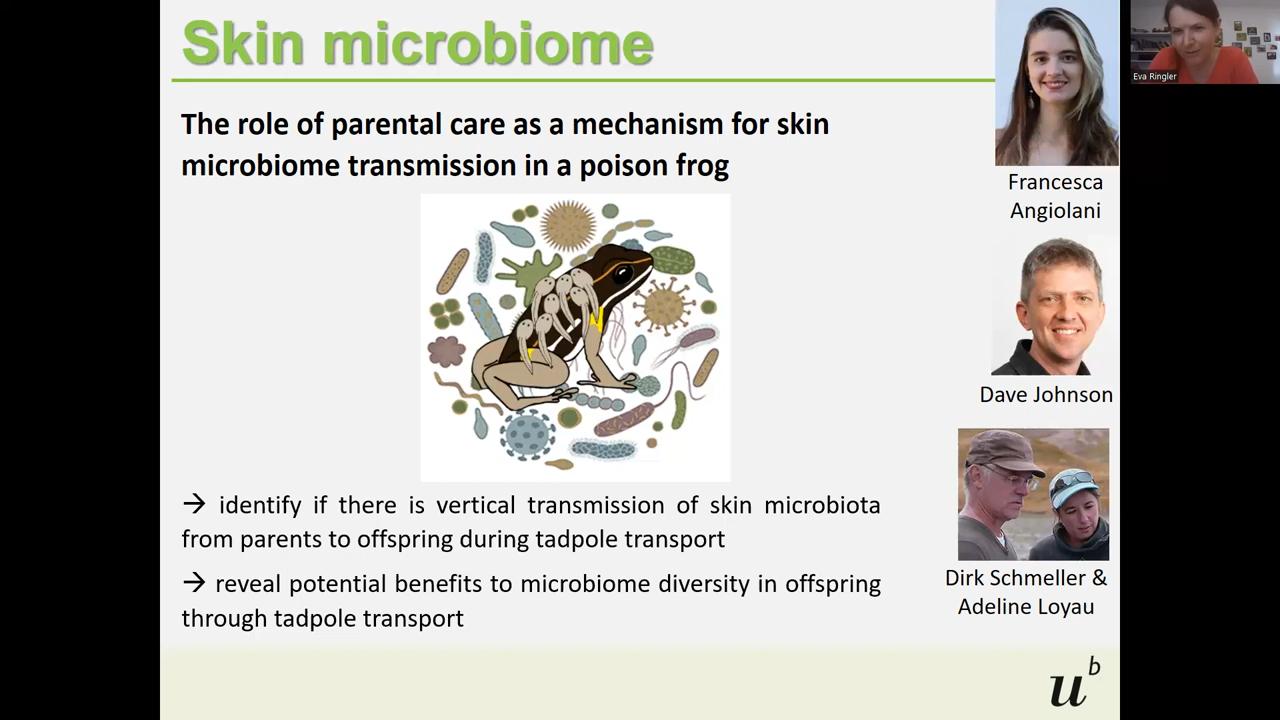 Skin microbiome
Eva Ringler
The role of parental care as a mechanism for skin
microbiome transmission in a poison frog
Francesca
Angiolani
Dave Johnson
→ identify if there is vertical transmission of skin microbiota
from parents to offspring during tadpole transport
→ reveal potential benefits to microbiome diversity in offspring
through tadpole transport
Dirk Schmeller &
Adeline Loyau
u^b